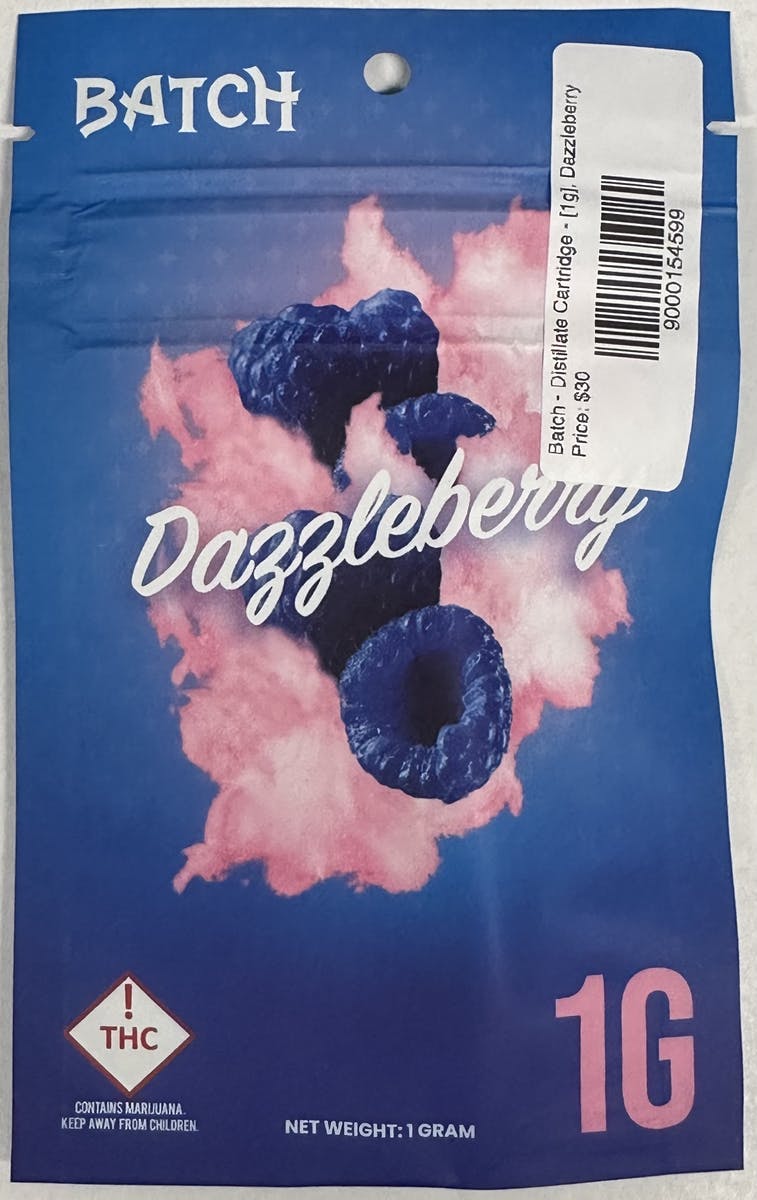 BATCH
Batch - Distillate Cartridge - [1g], Dazzleberry
Price: $30
9000154599
Dazzleberry
!
THC
CONTAINS MARIJUANA.
KEEP AWAY FROM CHILDREN.
NET WEIGHT: 1 GRAM
1G